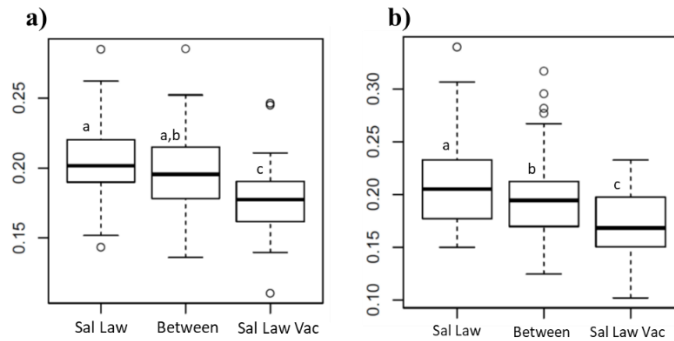 a)
0.25
0.20
0.15
a
a,b
c
Sal Law Between Sal Law Vac
b)
0.30
0.25
0.20
0.15
0.10
a
b
c
Sal Law Between Sal Law Vac